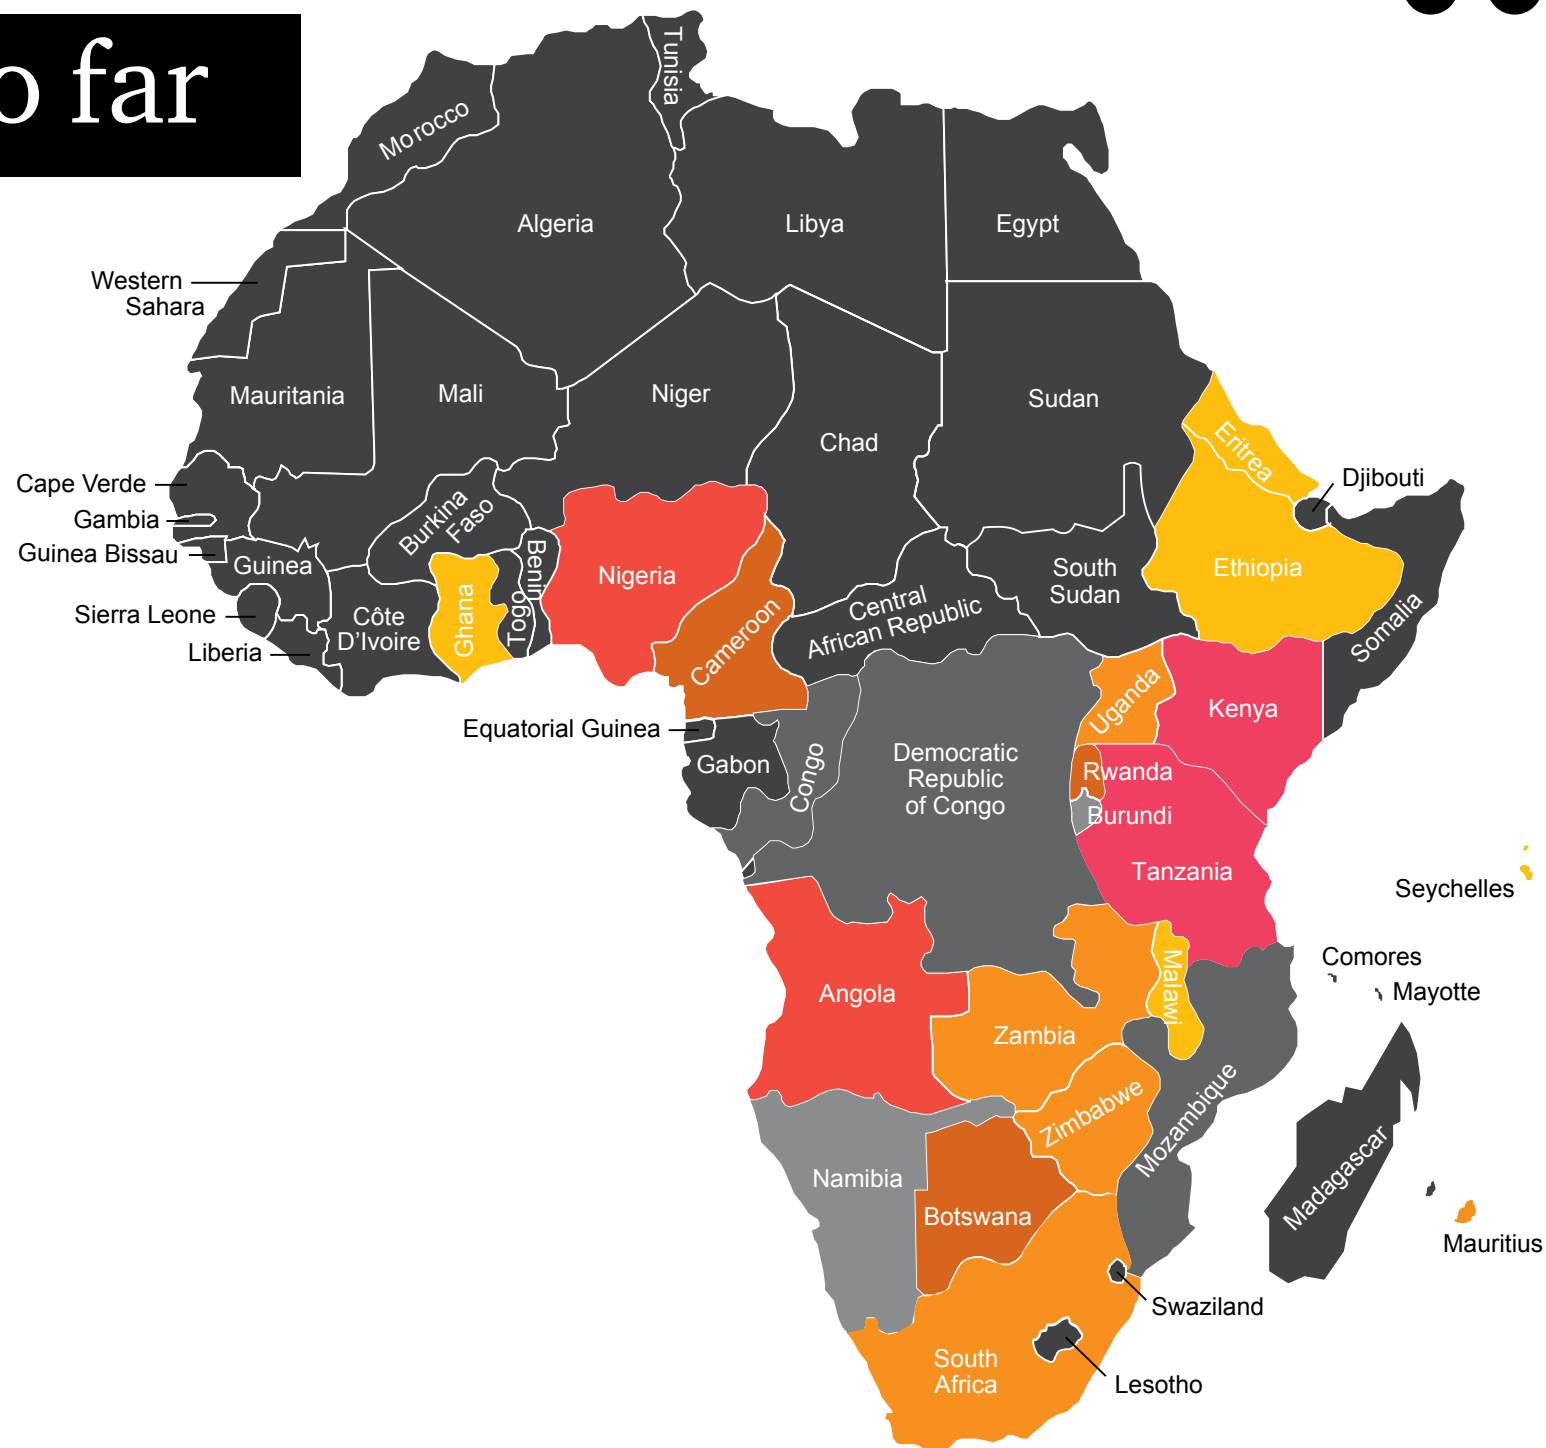 o far
Tunisia
Morocco
Algeria
Libya
Egypt
Western
Sahara
Mauritania
Mali
Niger
Chad
Sudan
Eritrea
Djibouti
Cape Verde
Gambia
Guinea Bissau
Guinea
Burkina
Faso
Benin
Togo
Ghana
Nigeria
Cameroon
Central
African Republic
South
Sudan
Ethiopia
Somalia
Sierra Leone
Liberia
Côte
D'Ivoire
Equatorial Guinea
Gabon
Congo
Democratic
Republic
of Congo
Uganda
Kenya
Rwanda
Burundi
Tanzania
Seychelles
Comores
Mayotte
Angola
Zambia
Malawi
Mozambique
Zimbabwe
Namibia
Botswana
Madagascar
Mauritius
Swaziland
South
Africa
Lesotho